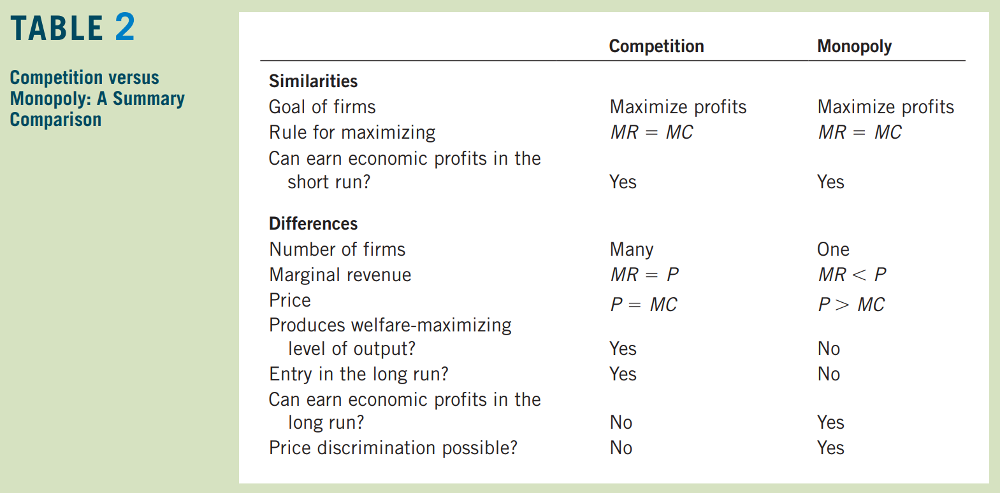 TABLE 2
Competition versus
Monopoly: A Summary
Comparison
Competition Monopoly
Similarities
Goal of firms Maximize profits Maximize profits
Rule for maximizing MR = MC MR = MC
Can earn economic profits in the
short run? Yes Yes
Differences
Number of firms Many One
Marginal revenue MR = P MR < P
Price P = MC P > MC
Produces welfare-maximizing
level of output? Yes No
Entry in the long run? Yes No
Can earn economic profits in the
long run? No Yes
Price discrimination possible? No Yes